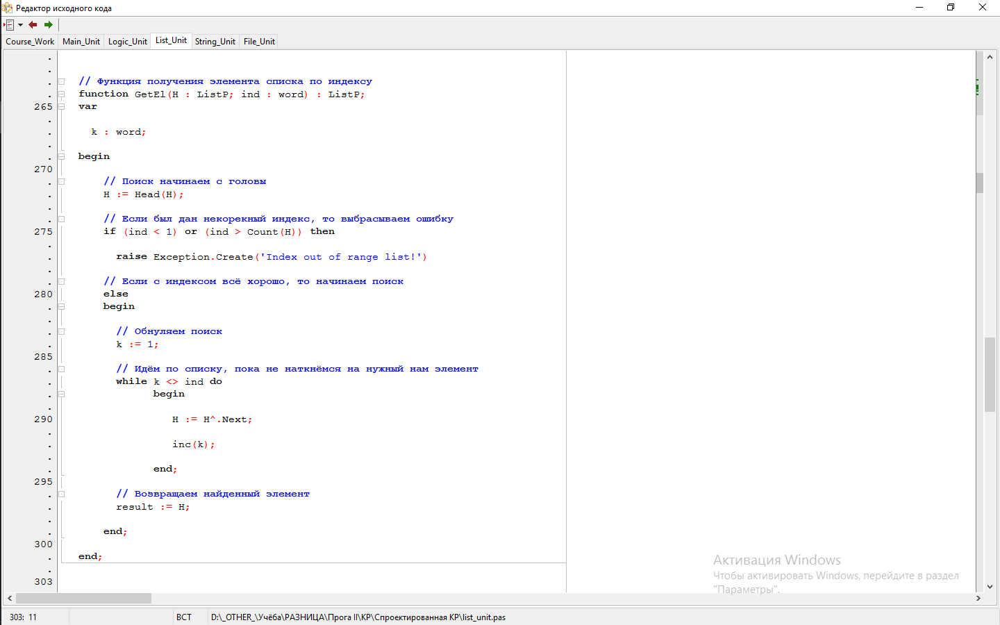 Редактор исходного кода
Course_Work Main_Unit Logic_Unit List_Unit String_Unit File_Unit
.
.
. // Функция получения элемента списка по индексу
. function GetEl(H : ListP; ind : word) : ListP;
265 var
.
. k : word;
.
. begin
270
. // Поиск начинаем с головы
. H := Head(H);
.
. // Если был дан некорекный индекс, то выбрасываем ошибку
275 if (ind < 1) or (ind > Count(H)) then
.
. raise Exception.Create('Index out of range list!')
.
. // Если с индексом всё хорошо, то начинаем поиск
280 else
. begin
.
. // Обнуляем поиск
. k := 1;
285
. // Идём по списку, пока не наткнёмся на нужный нам элемент
. while k <> ind do
. begin
.
290 H := H^.Next;
.
. inc(k);
.
. end;
295
. // Возвращаем найденный элемент
. result := H;
.
. end;
300
. end;
.
303
Активация Windows
Чтобы активировать Windows, перейдите в раздел
"Параметры".
303: 11 ВСТ D:\_OTHER_\Учёба\РАЗНИЦА\Прога II\КР\Спроектированная КР\list_unit.pas